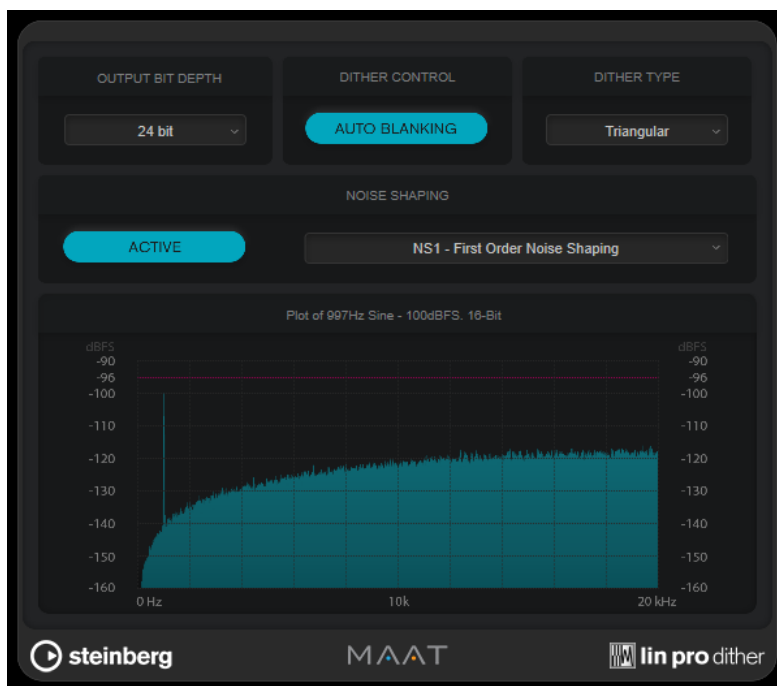 OUTPUT BIT DEPTH
DITHER CONTROL
DITHER TYPE
24 bit
AUTO BLANKING
Triangular
NOISE SHAPING
ACTIVE
NS1 - First Order Noise Shaping
Plot of 997Hz Sine - 100dBFS. 16-Bit
dBFS
dBFS
-90
-90
-96
-96
-100
-100
-110
-110
-120
-120
-130
-130
-140
-140
-150
-150
-160
-160
0 Hz
10k
20 kHz
steinberg
MAAT
lin pro dither